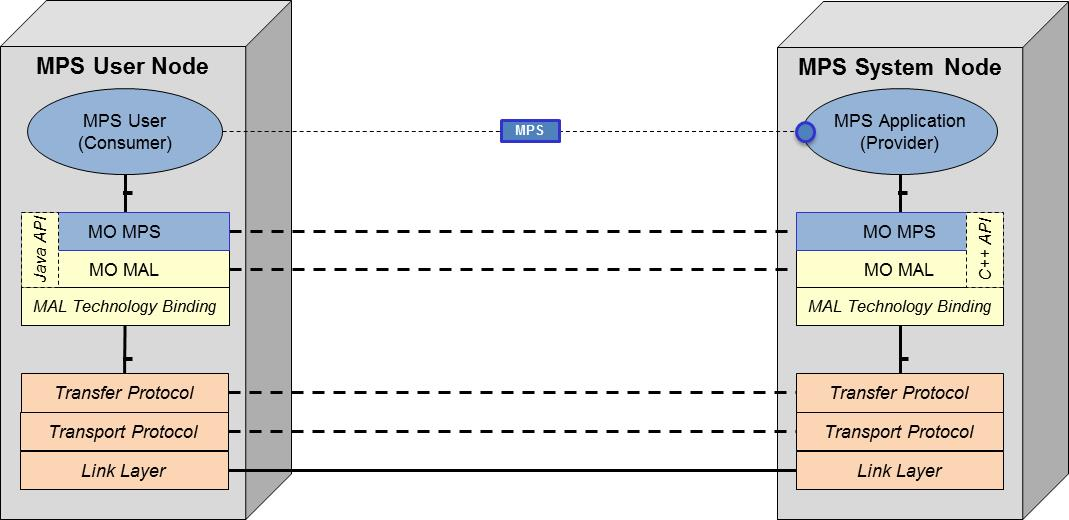 MPS User Node
MPS System Node
MPS User
(Consumer)
MPS
MPS Application
(Provider)
Java API
MO MPS
MO MAL
MAL Technology Binding
MO MPS
C++ API
MO MAL
MAL Technology Binding
Transfer Protocol
Transfer Protocol
Transport Protocol
Transport Protocol
Link Layer
Link Layer